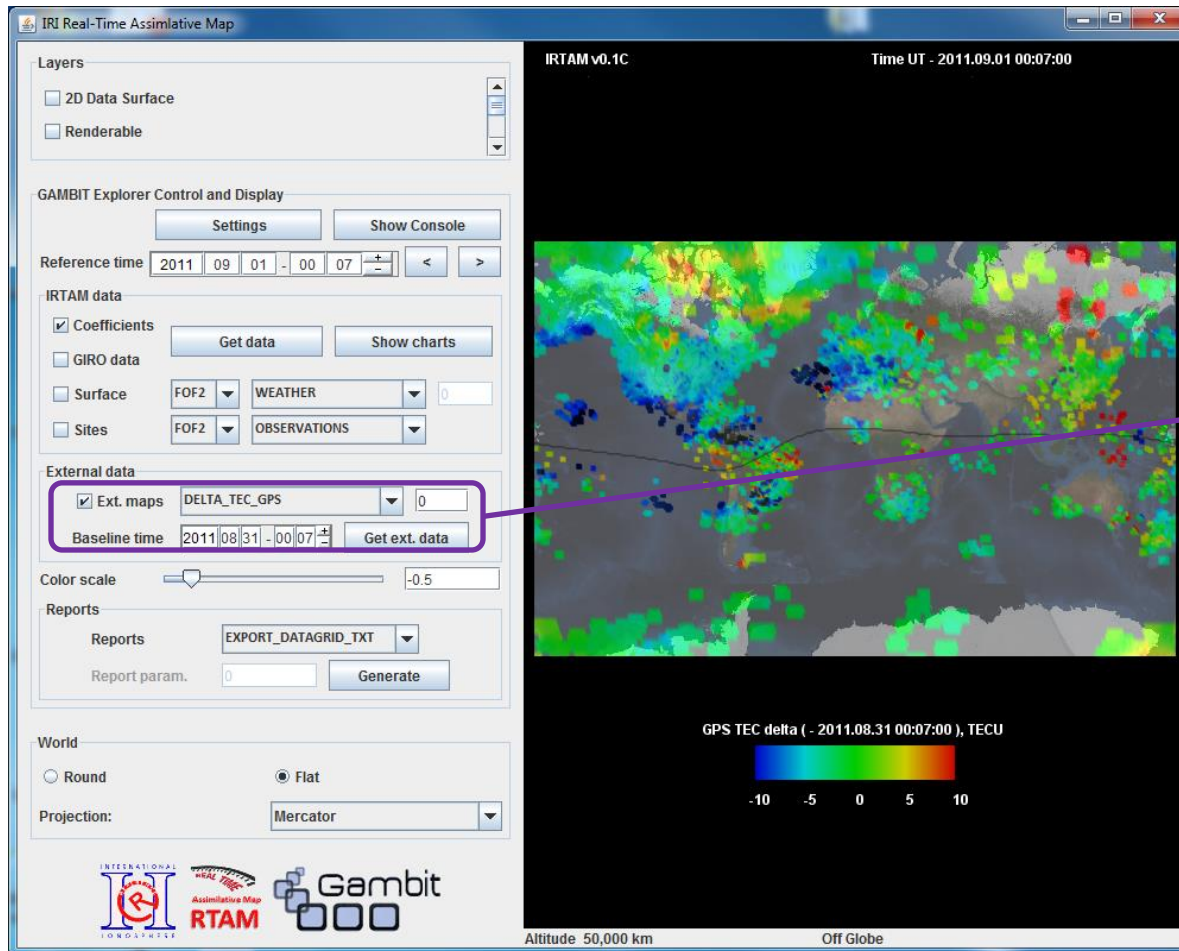 IRI Real-Time Assimlative Map
Layers
2D Data Surface
Renderable
GAMBIT Explorer Control and Display
Settings Show Console
Reference time 2011 09 01 - 00 07 + - < >
IRTAM data
Coefficients
Get data Show charts
GIRO data
Surface FOF2 WEATHER 0
Sites FOF2 OBSERVATIONS
External data
Ext. maps DELTA_TEC_GPS 0
Baseline time 2011 08 31 - 00 07 + - Get ext. data
Color scale -0.5
Reports
Reports EXPORT_DATAGRID_TXT
Report param. 0 Generate
World
Round Flat
Projection: Mercator
INTERNATIONAL
IRI
IONOSPHERE
REAL TIME
Assimilative Map
RTAM
Gambit
IRTAM v0.1C Time UT - 2011.09.01 00:07:00
GPS TEC delta ( - 2011.08.31 00:07:00 ), TECU
-10 -5 0 5 10
Altitude 50,000 km Off Globe